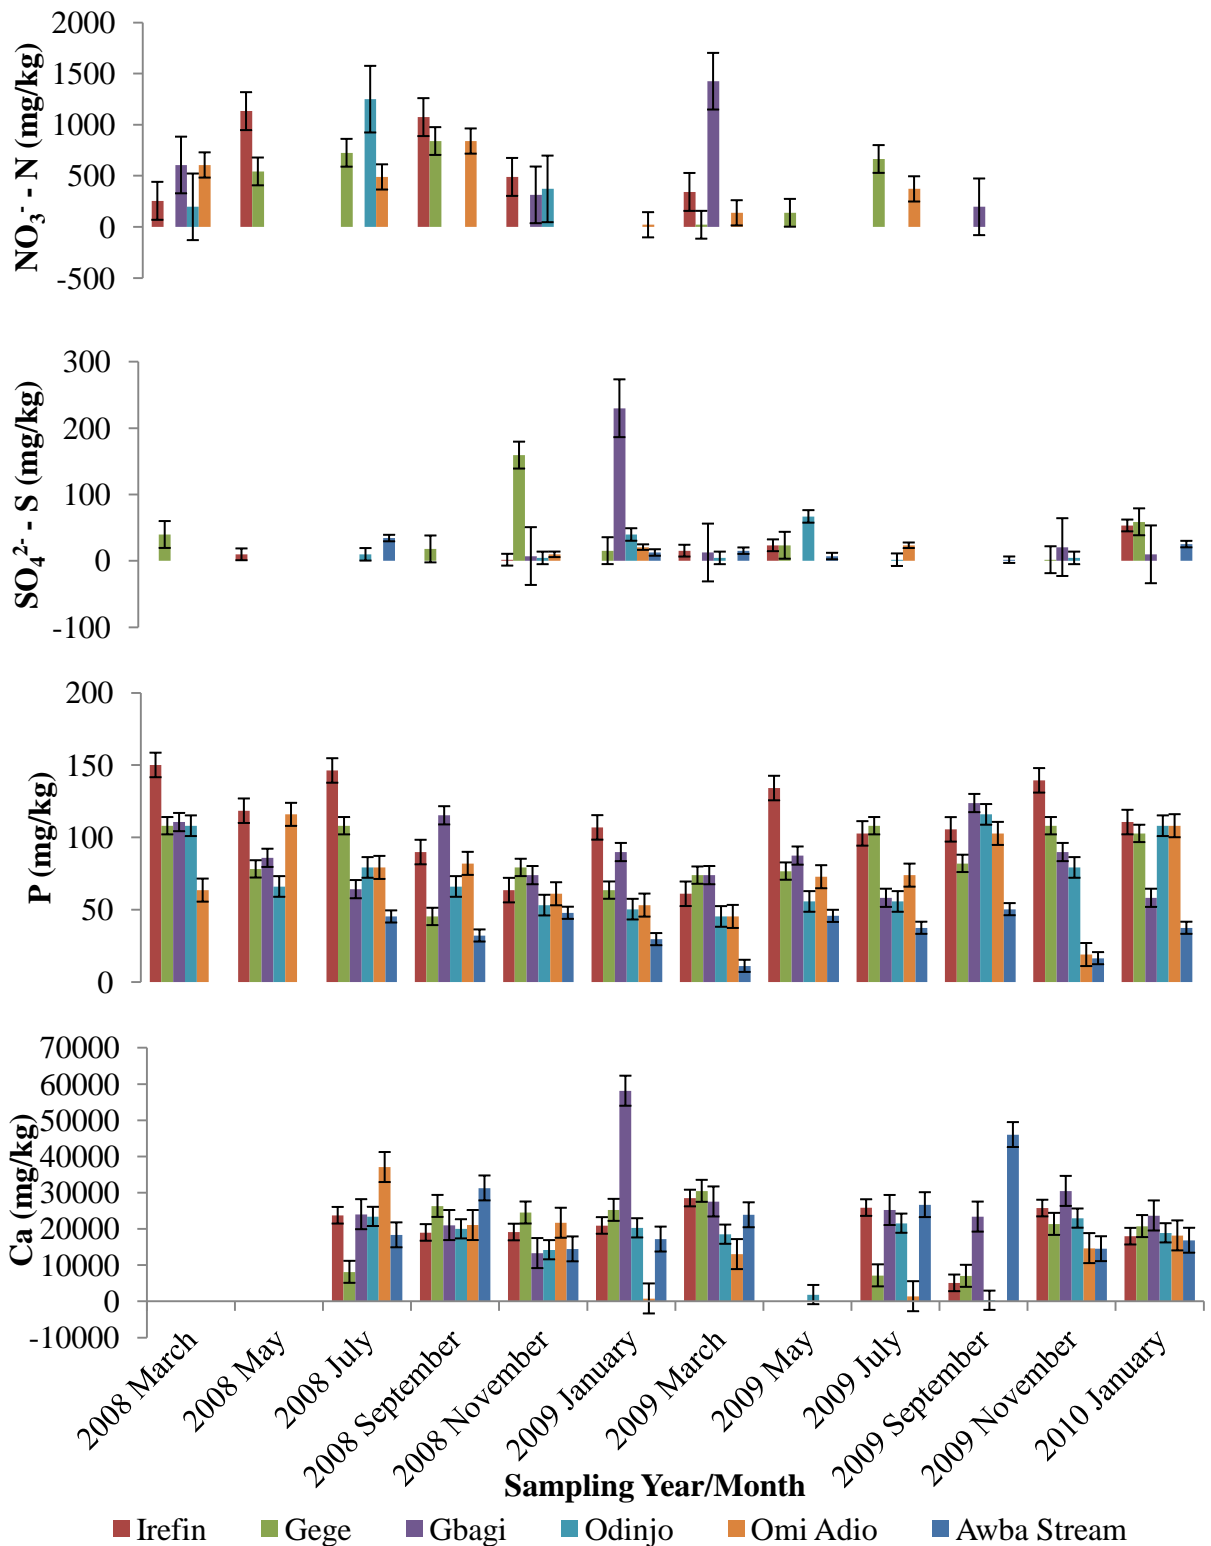 2000
1500
1000
500
0
-500
NO₃⁻ - N (mg/kg)
300
200
100
0
-100
SO₄²⁻ - S (mg/kg)
200
150
100
50
0
P (mg/kg)
70000
60000
50000
40000
30000
20000
10000
0
-10000
Ca (mg/kg)
2008 March
2008 May
2008 July
2008 September
2008 November
2009 January
2009 March
2009 May
2009 July
2009 September
2009 November
2010 January
Sampling Year/Month
Irefin Gege Gbagi Odinjo Omi Adio Awba Stream